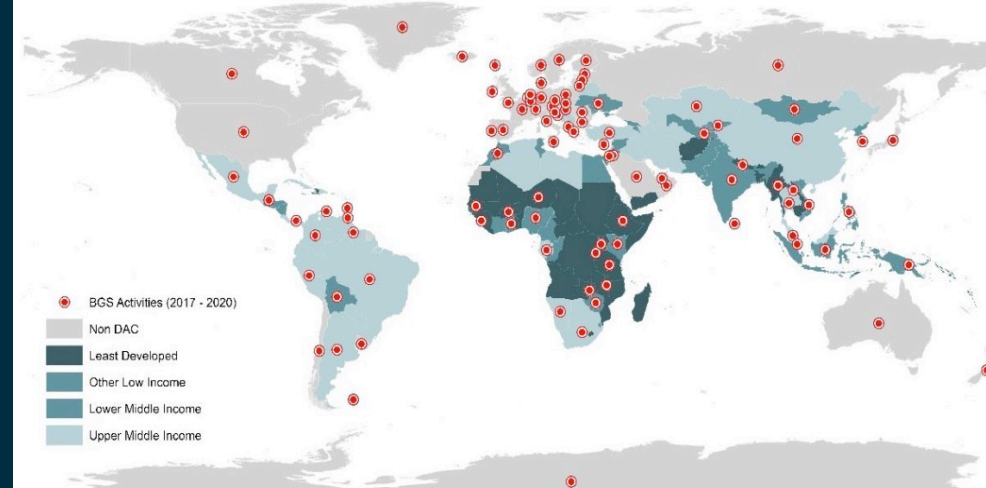 BGS Activities (2017 - 2020)
Non DAC
Least Developed
Other Low Income
Lower Middle Income
Upper Middle Income